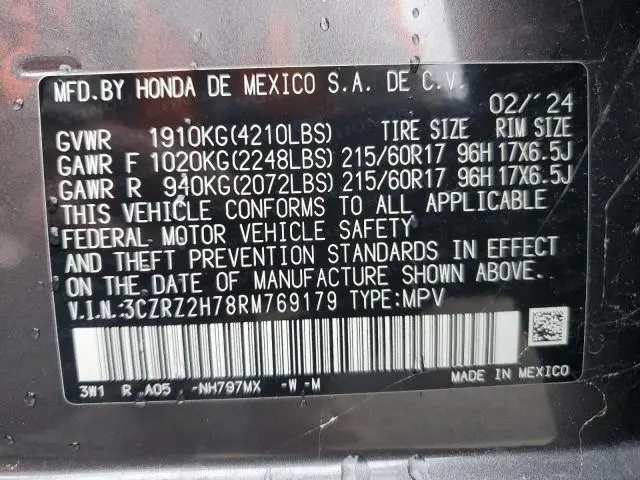 MFD.BY HONDA DE MEXICO S.A. DE C.V.
02/'24
GVWR 1910KG(4210LBS) TIRE SIZE RIM SIZE
GAWR F 1020KG(2248LBS) 215/60R17 96H 17X6.5J
GAWR R 940KG(2072LBS) 215/60R17 96H 17X6.5J
THIS VEHICLE CONFORMS TO ALL APPLICABLE
FEDERAL MOTOR VEHICLE SAFETY
AND THEFT PREVENTION STANDARDS IN EFFECT
ON THE DATE OF MANUFACTURE SHOWN ABOVE.
V.I.N.:3CZRZ2H78RM769179 TYPE:MPV
3W1 R A05 -NH797MX -W -M MADE IN MEXICO